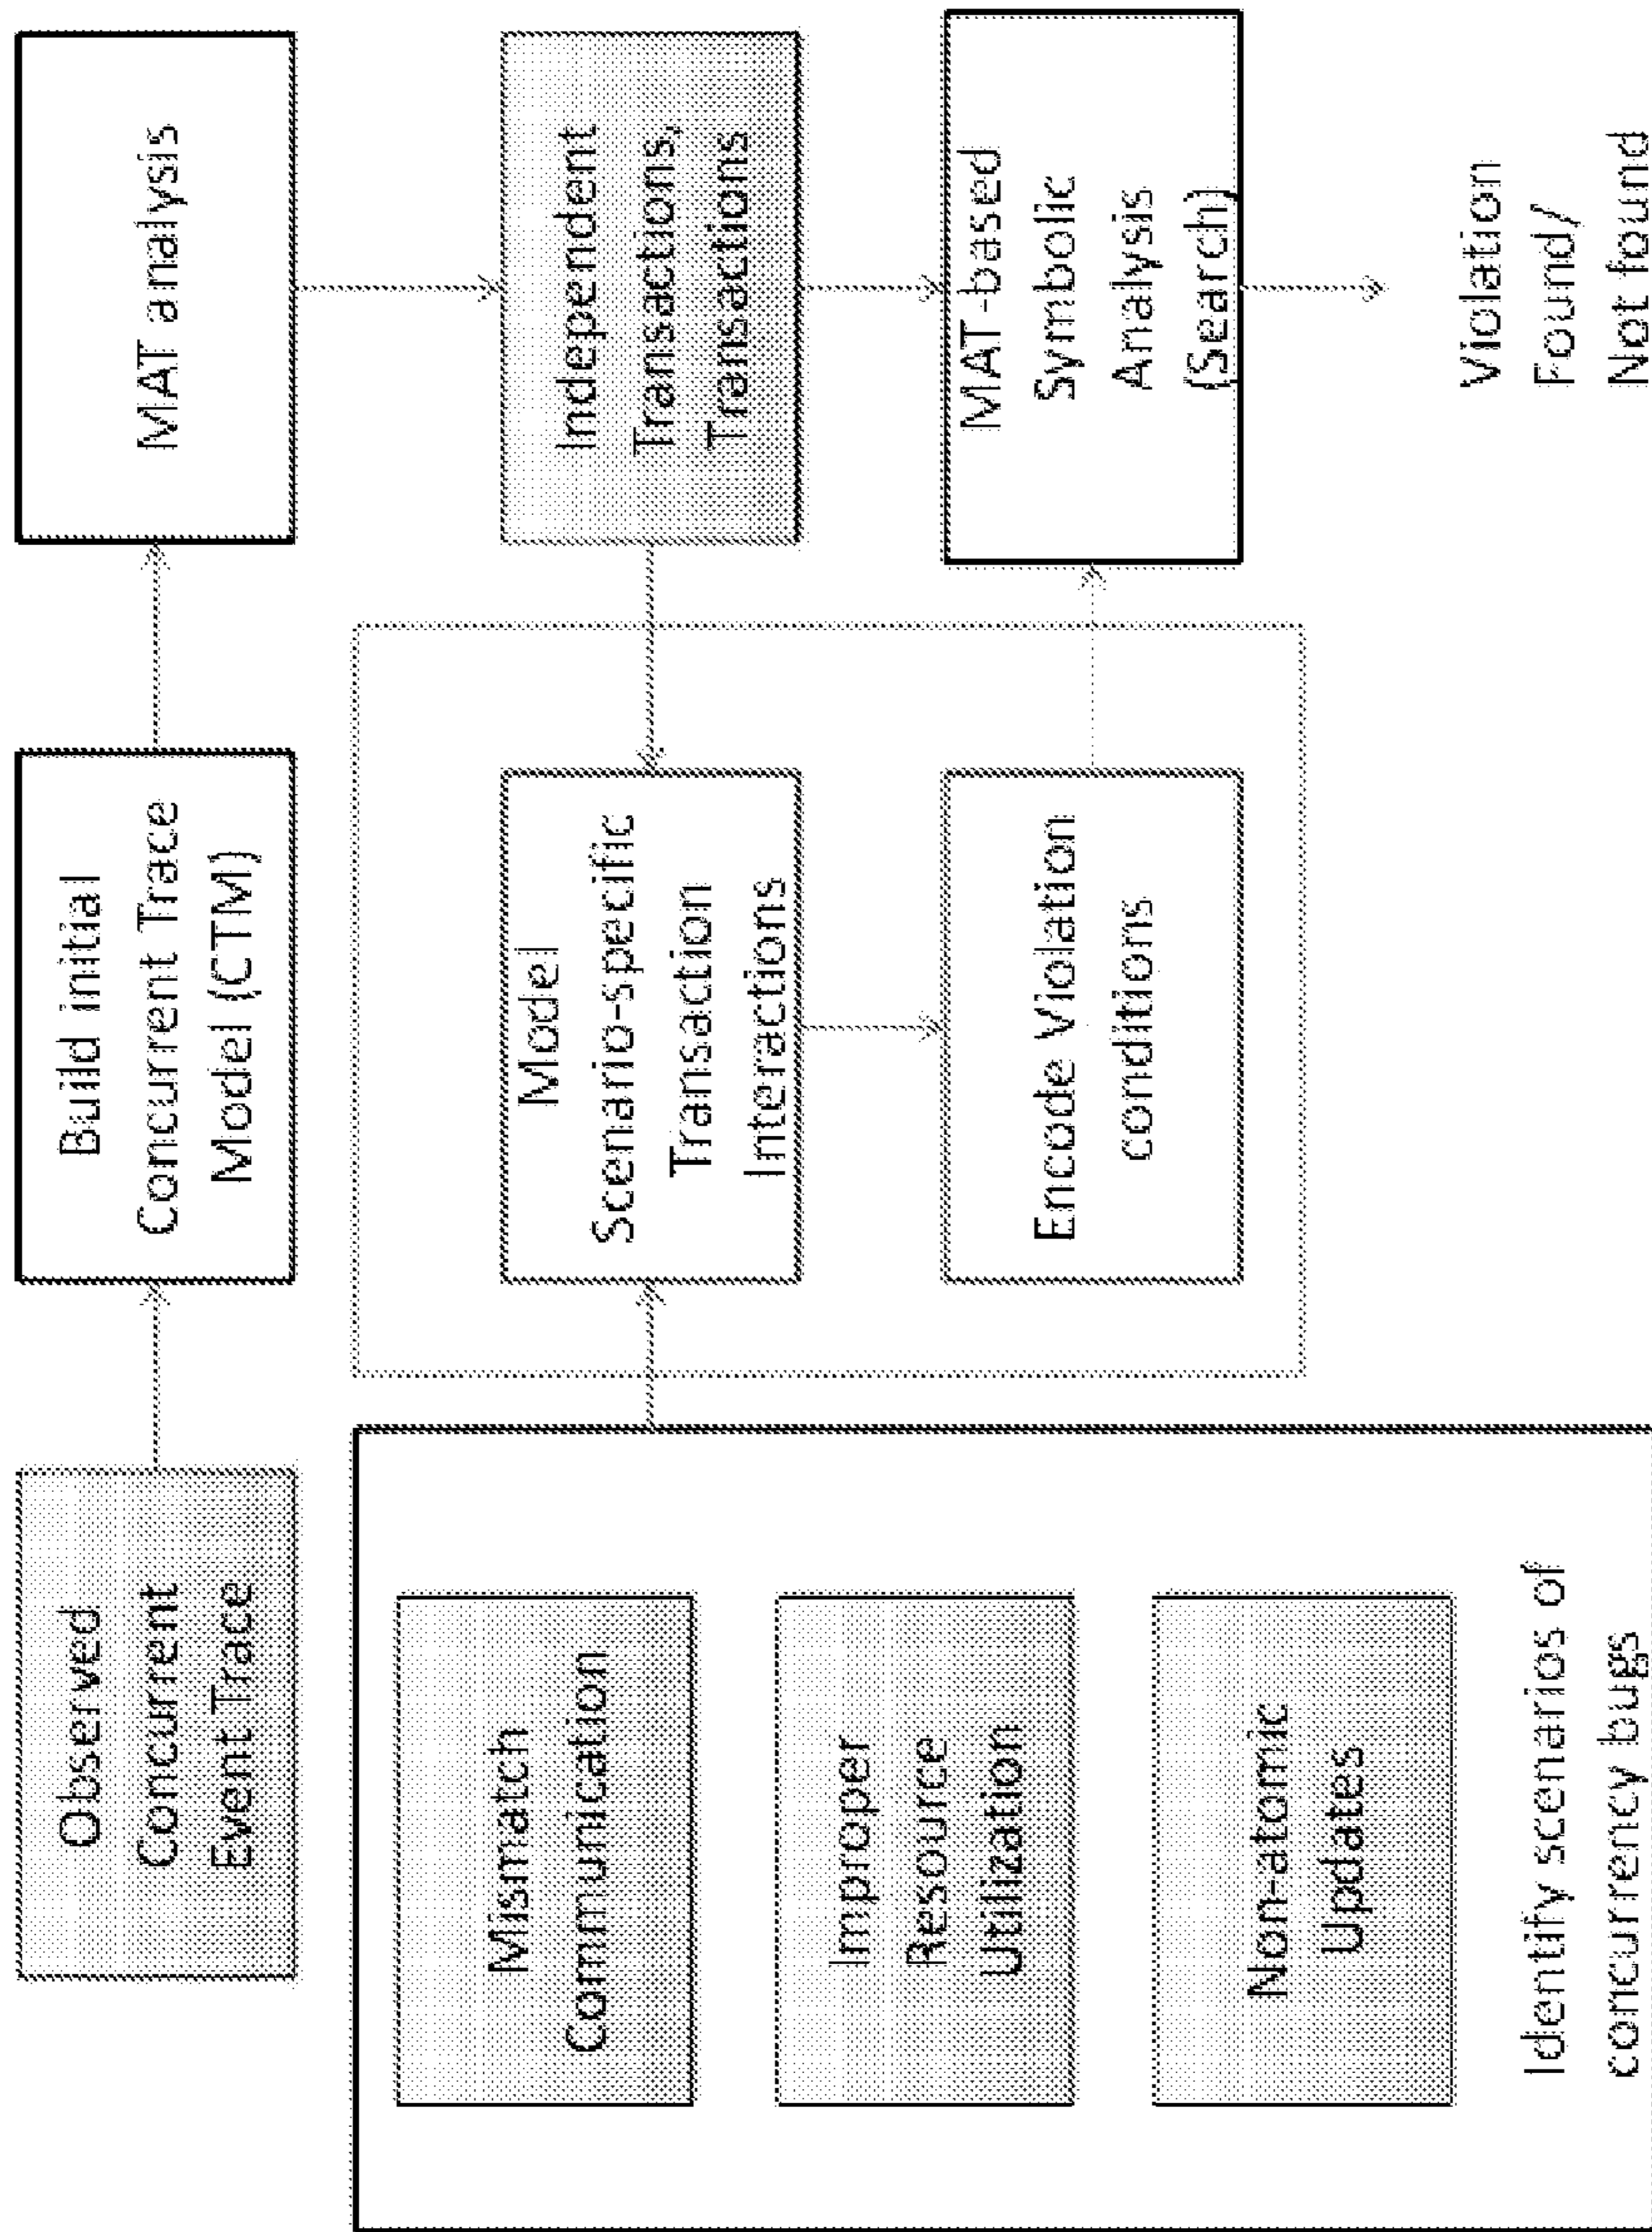 Observed
Concurrent
Event Trace
Build initial
Concurrent Trace
Model (CTM)
MAT analysis
Mismatch
Communication
Improper
Resource
Utilization
Non-atomic
Updates
Identify scenarios of
concurrency bugs
Model
Scenario-specific
Transaction
Interactions
Encode Violation
conditions
Independent
Transactions,
Transactions
MAT-based
Symbolic
Analysis
(Search)
Violation
Found/
Not found